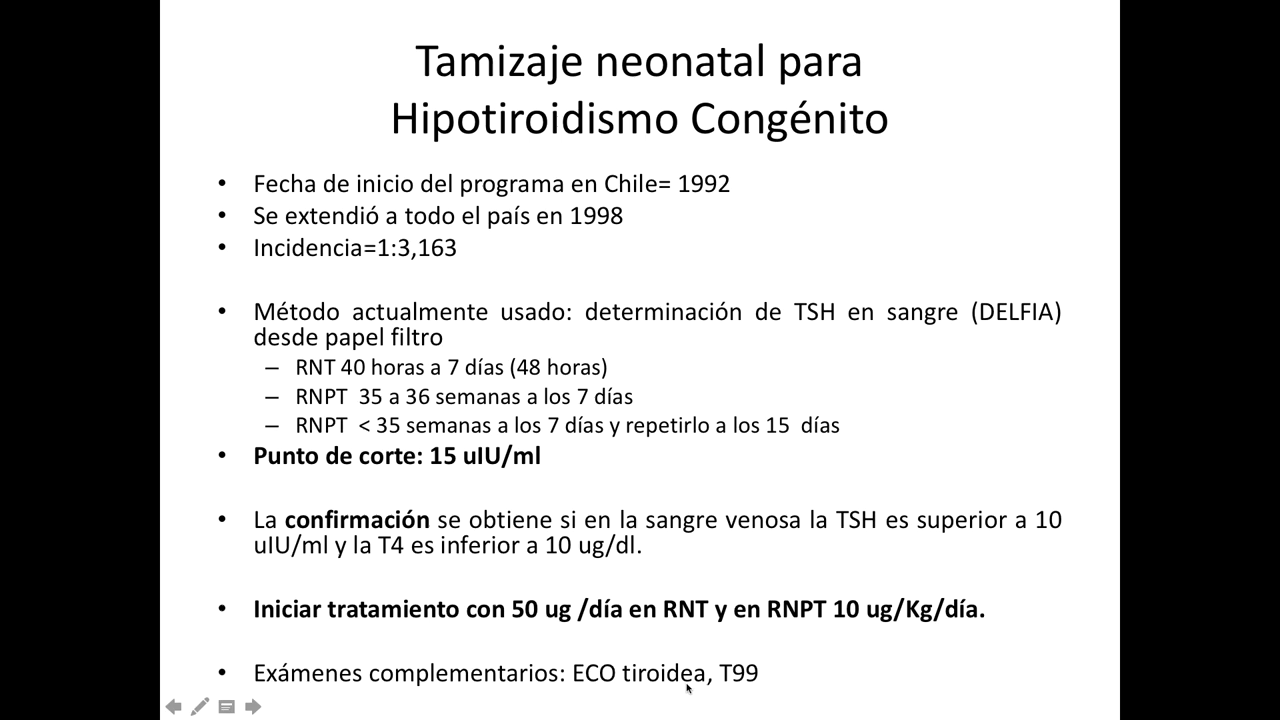 Tamizaje neonatal para
Hipotiroidismo Congénito
• Fecha de inicio del programa en Chile= 1992
• Se extendió a todo el país en 1998
• Incidencia=1:3,163
• Método actualmente usado: determinación de TSH en sangre (DELFIA)
desde papel filtro
– RNT 40 horas a 7 días (48 horas)
– RNPT 35 a 36 semanas a los 7 días
– RNPT < 35 semanas a los 7 días y repetirlo a los 15 días
• Punto de corte: 15 uIU/ml
• La confirmación se obtiene si en la sangre venosa la TSH es superior a 10
uIU/ml y la T4 es inferior a 10 ug/dl.
• Iniciar tratamiento con 50 ug /día en RNT y en RNPT 10 ug/Kg/día.
• Exámenes complementarios: ECO tiroidea, T99